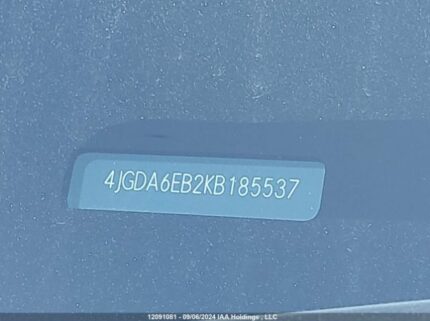 4JGDA6EB2KB185537
12091081 - 09/06/2024 IAA Holdings , LLC